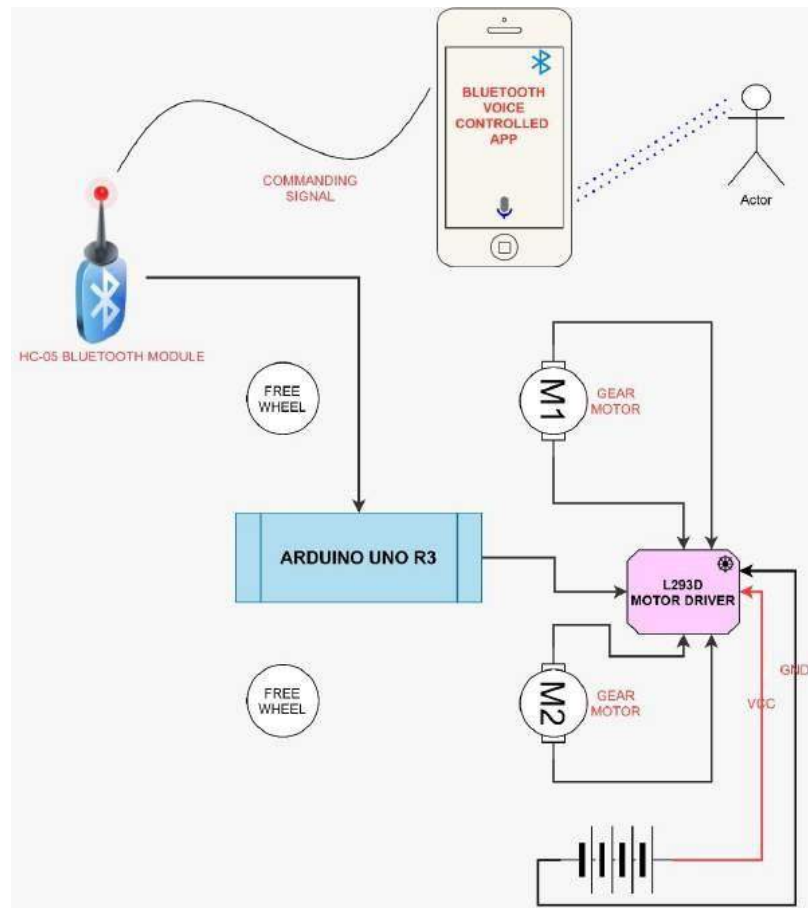 BLUETOOTH
VOICE
CONTROLLED
APP
COMMANDING
SIGNAL
Actor
HC-05 BLUETOOTH MODULE
FREE
WHEEL
M1
GEAR
MOTOR
ARDUINO UNO R3
L293D
MOTOR DRIVER
FREE
WHEEL
M2
GEAR
MOTOR
GND
VCC